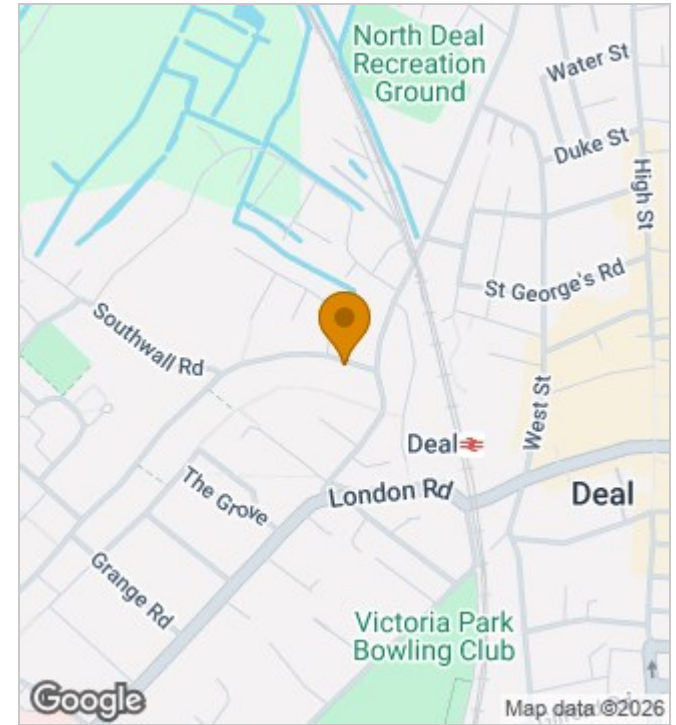 North Deal
Recreation
Ground
Water St
Duke St
High St
St George's Rd
Southwall Rd
West St
Deal
London Rd
Deal
The Grove
Grange Rd
Victoria Park
Bowling Club
Google
Map data ©2026